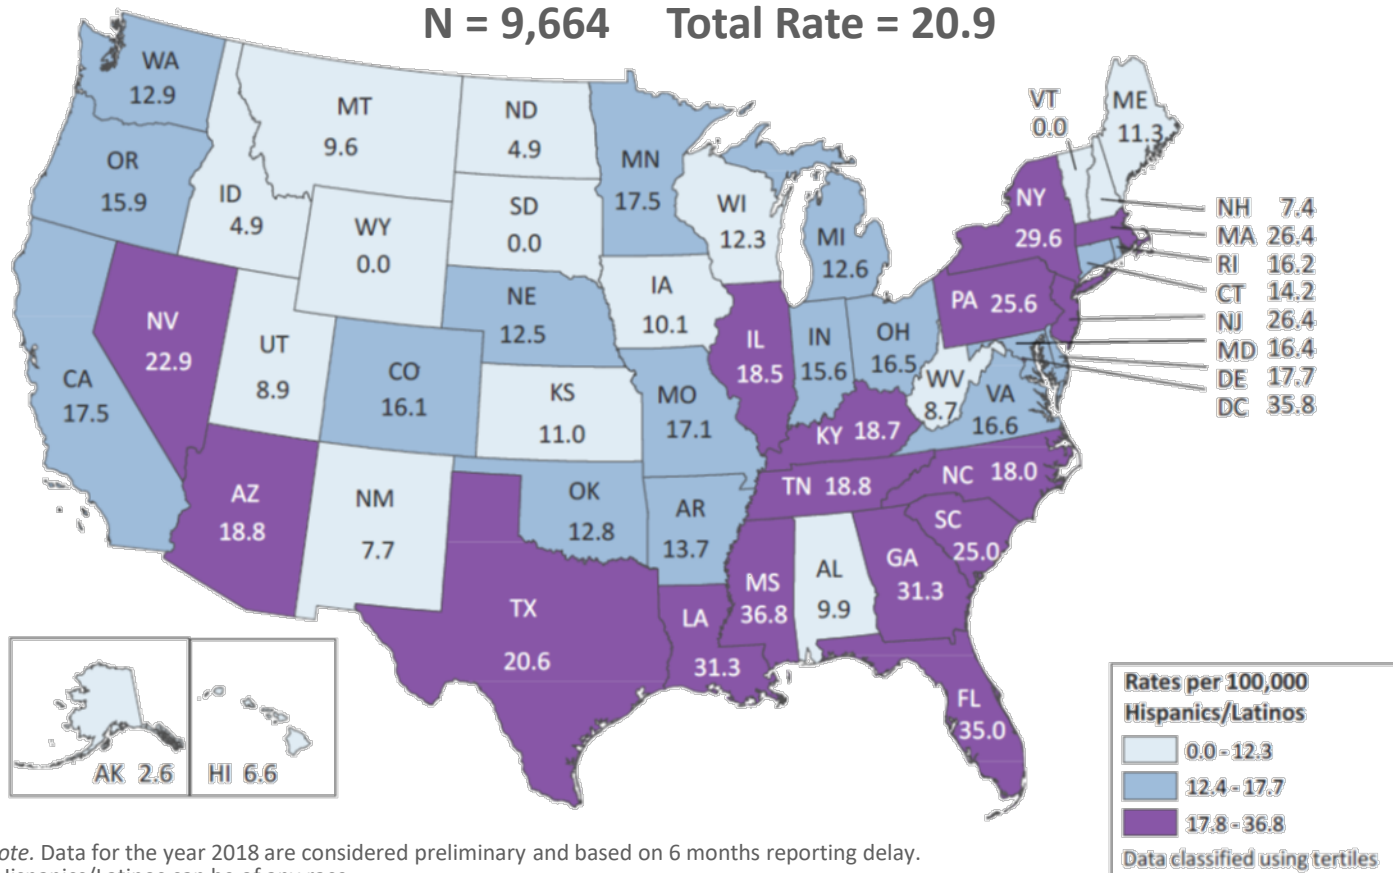 N = 9,664 Total Rate = 20.9
WA
12.9
MT
9.6
ND
4.9
MN
17.5
VT
0.0
ME
11.3
OR
15.9
ID
4.9
WY
0.0
SD
0.0
WI
12.3
MI
12.6
NY
29.6
NH 7.4
MA 26.4
RI 16.2
CT 14.2
NJ 26.4
MD 16.4
DE 17.7
DC 35.8
NV
22.9
UT
8.9
CO
16.1
NE
12.5
IA
10.1
IL
18.5
IN
15.6
OH
16.5
PA 25.6
CA
17.5
KS
11.0
MO
17.1
WV
8.7
VA
16.6
KY 18.7
AZ
18.8
NM
7.7
OK
12.8
AR
13.7
TN 18.8
NC 18.0
SC
25.0
TX
20.6
LA
31.3
MS
36.8
AL
9.9
GA
31.3
FL
35.0
AK 2.6
HI 6.6
Rates per 100,000
Hispanics/Latinos
0.0 - 12.3
12.4 - 17.7
17.8 - 36.8
Data classified using tertiles
ote. Data for the year 2018 are considered preliminary and based on 6 months reporting delay.
Hispanics/Latinos can be of any race